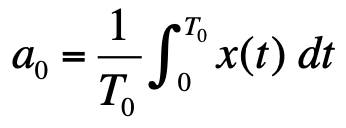 a₀ = 1/T₀ ∫₀^T₀ x(t) dt